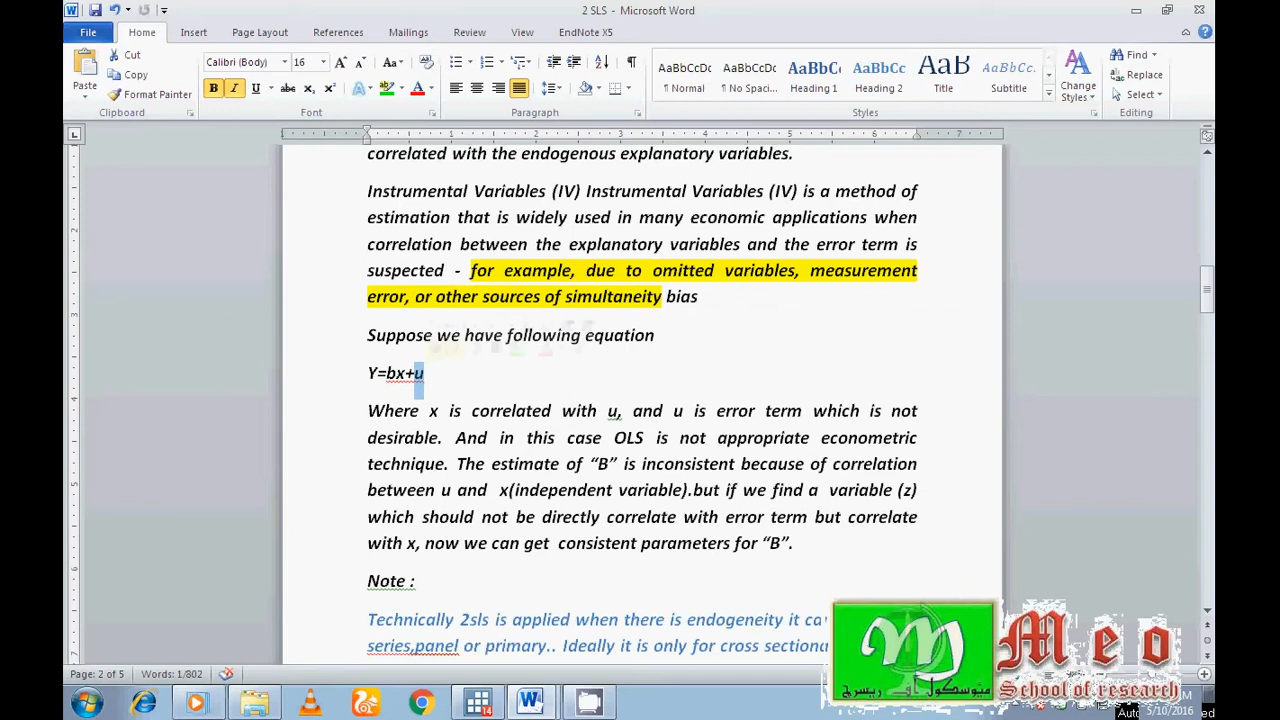 2 SLS - Microsoft Word
File Home Insert Page Layout References Mailings Review View EndNote X5
Paste
Cut
Copy
Format Painter
Clipboard
Calibri (Body) 16
B I U abc x₂ x²
Font
Paragraph
AaBbCcDc AaBbCcDc AaBbC AaBbCc AaB AaBbCc.
¶ Normal ¶ No Spaci... Heading 1 Heading 2 Title Subtitle
Change Styles
Styles
Find
Replace
Select
Editing
correlated with the endogenous explanatory variables.
Instrumental Variables (IV) Instrumental Variables (IV) is a method of
estimation that is widely used in many economic applications when
correlation between the explanatory variables and the error term is
suspected - for example, due to omitted variables, measurement
error, or other sources of simultaneity bias
Suppose we have following equation
Y=bx+u
Where x is correlated with u, and u is error term which is not
desirable. And in this case OLS is not appropriate econometric
technique. The estimate of “B” is inconsistent because of correlation
between u and x(independent variable).but if we find a variable (z)
which should not be directly correlate with error term but correlate
with x, now we can get consistent parameters for “B”.
Note :
Technically 2sls is applied when there is endogeneity it
series,panel or primary.. Ideally it is only for cross
Meo
School of research
Page: 2 of 5 Words: 1/802
14
5/10/2016